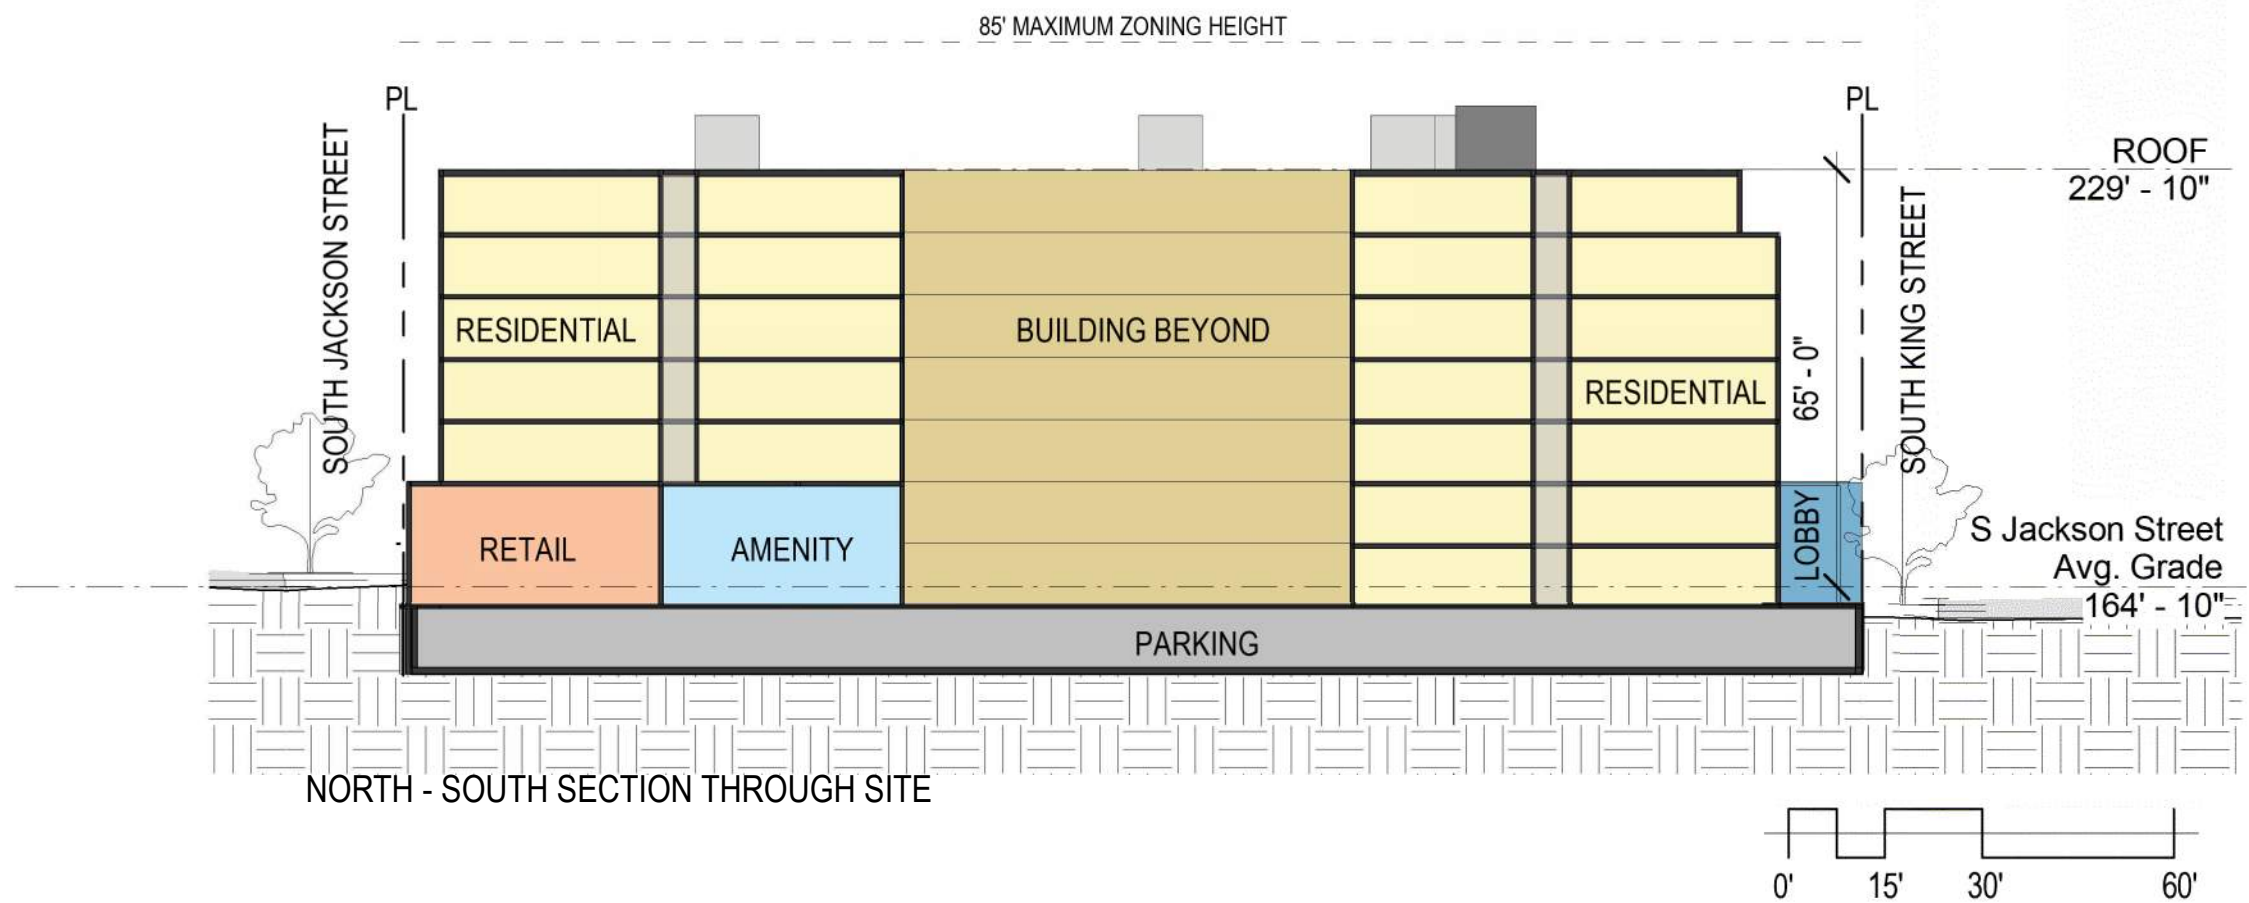 85' MAXIMUM ZONING HEIGHT
PL
PL
SOUTH JACKSON STREET
SOUTH KING STREET
ROOF
229' - 10"
RESIDENTIAL
BUILDING BEYOND
RESIDENTIAL
65' - 0"
RETAIL
AMENITY
LOBBY
S Jackson Street
Avg. Grade
164' - 10"
PARKING
NORTH - SOUTH SECTION THROUGH SITE
0' 15' 30' 60'